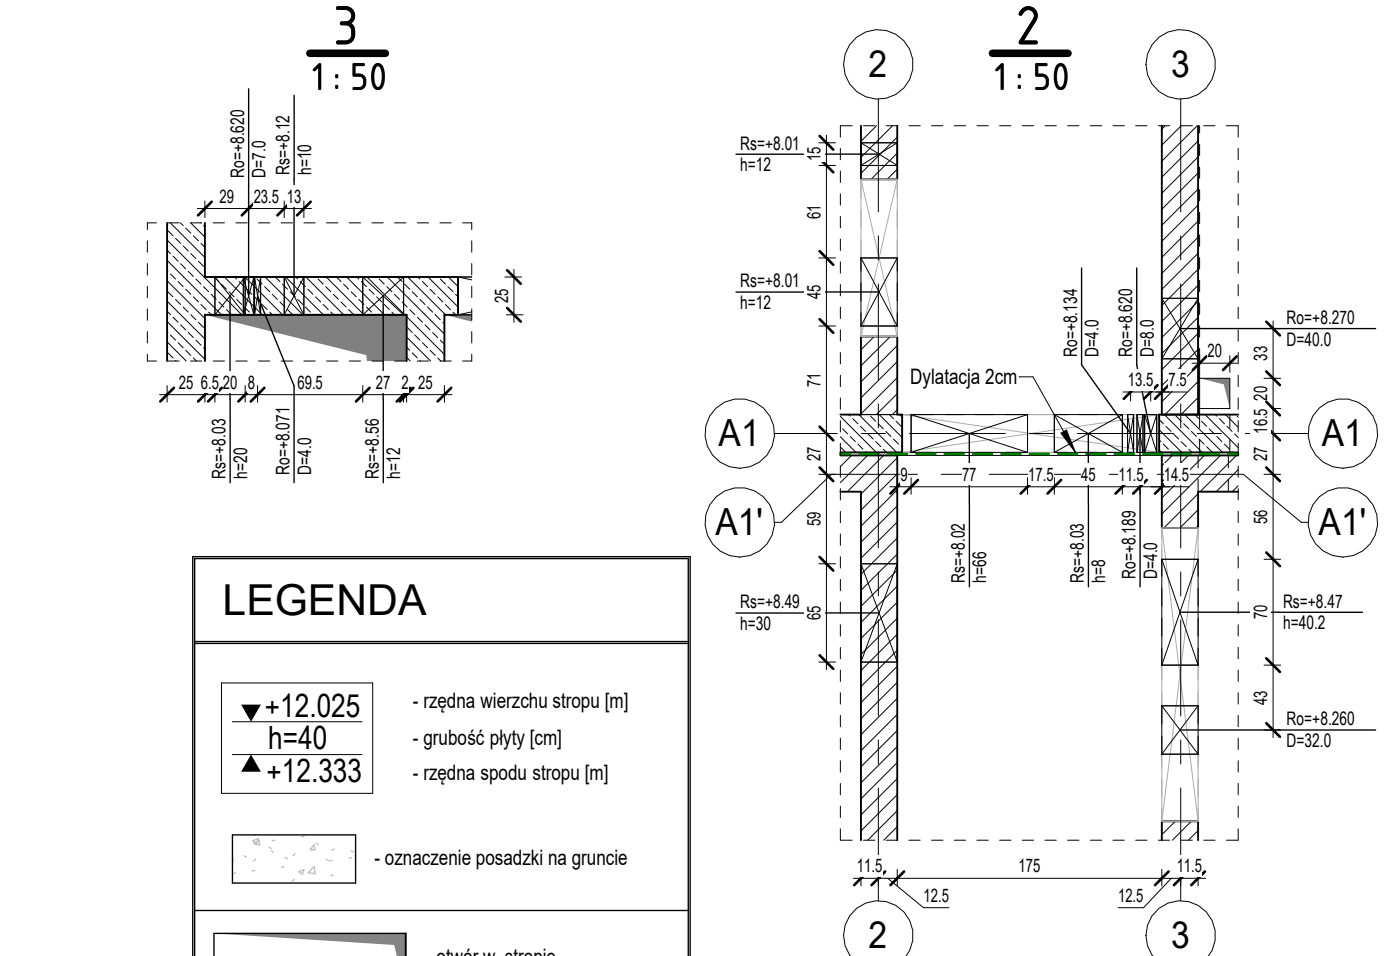 3
1:50
Ro=+8.620
D=7.0
Rs=+8.12
h=10
29 23.5 13
25
25 6.5 20 8 69.5 27 2 25
Rs=+8.03
h=20
Ro=+8.071
D=4.0
Rs=+8.56
h=12
LEGENDA
+12.025
h=40
+12.333
- rzędna wierzchu stropu [m]
- grubość płyty [cm]
- rzędna spodu stropu [m]
- oznaczenie posadzki na gruncie
otwór w stropie
2
1:50
2
3
Rs=+8.01
h=12
15
61
Rs=+8.01
h=12
45
71
Ro=+8.134
D=4.0
Ro=+8.620
D=8.0
Ro=+8.270
D=40.0
20
33
Dylatacja 2cm
13.5 7.5
20
16.5
A1
A1
27
27
9 77 17.5 45 11.5 14.5
A1'
A1'
59
56
Rs=+8.02
h=66
Rs=+8.03
h=8
Ro=+8.189
D=4.0
Rs=+8.49
h=30
65
70
Rs=+8.47
h=40.2
43
Ro=+8.260
D=32.0
11.5 175 11.5
12.5 12.5
2
3